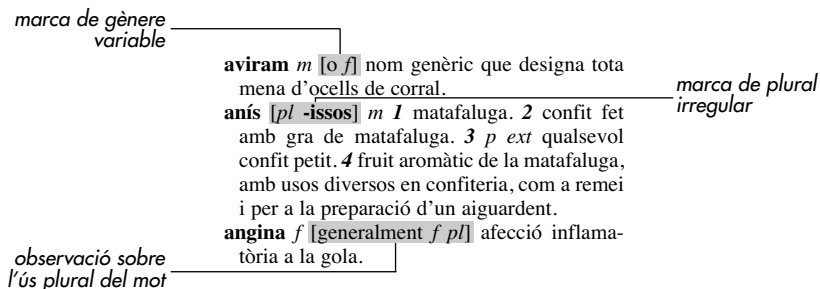 marca de gènere
variable
aviram m [o f] nom genèric que designa tota
mena d'ocells de corral.
marca de plural
irregular
anís [pl -issos] m 1 matafaluga. 2 confit fet
amb gra de matafaluga. 3 p ext qualsevol
confit petit. 4 fruit aromàtic de la matafaluga,
amb usos diversos en confiteria, com a remei
i per a la preparació d'un aiguardent.
angina f [generalment f pl] afecció inflama-
tòria a la gola.
observació sobre
l'ús plural del mot